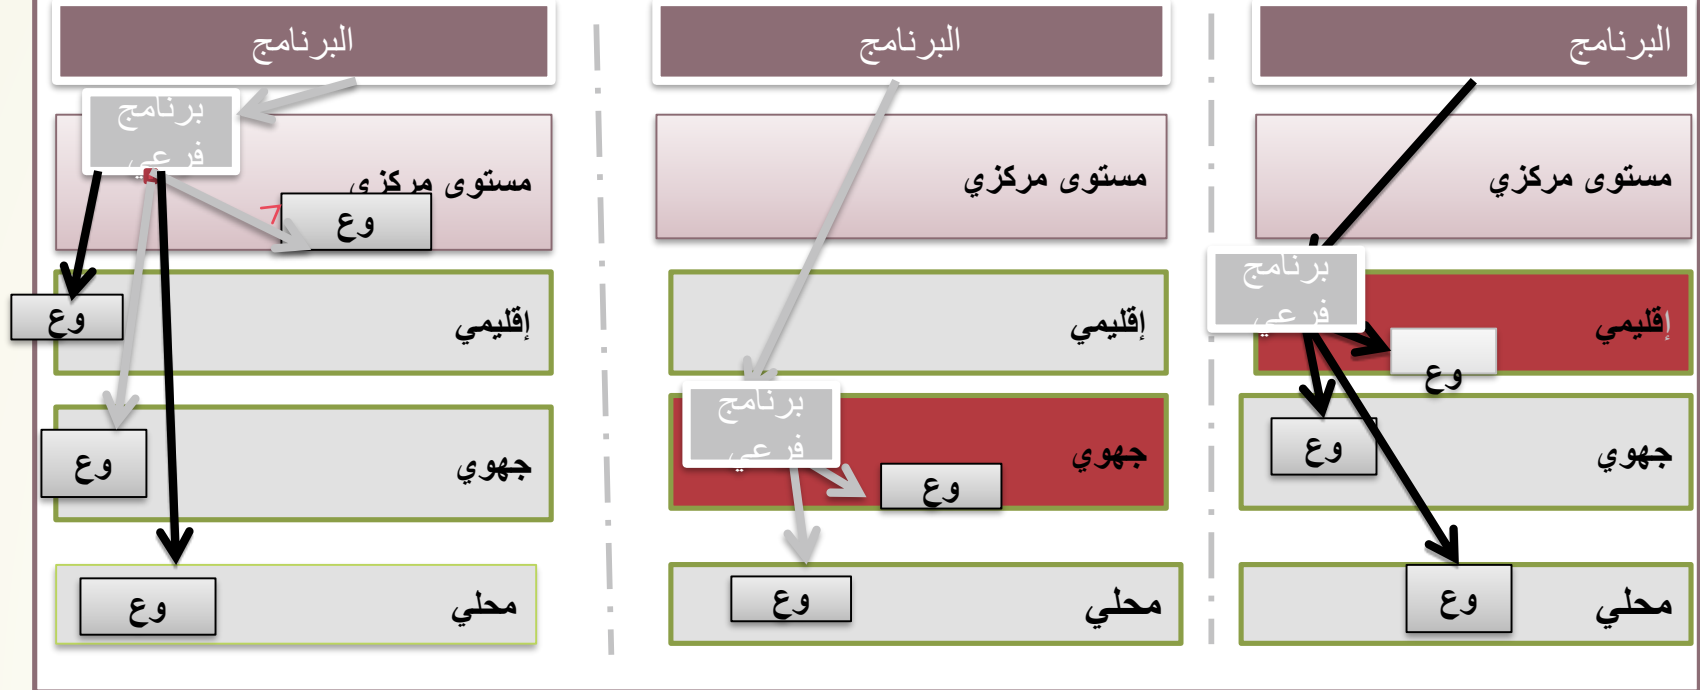 البرنامج
مستوى مركزي
برنامج
فرعي
إقليمي
وع
جهوي
وع
محلي
وع
البرنامج
مستوى مركزي
إقليمي
برنامج
فرعي
جهوي
وع
محلي
وع
البرنامج
برنامج
فرعي
مستوى مركزي
وع
إقليمي
وع
جهوي
وع
محلي
وع